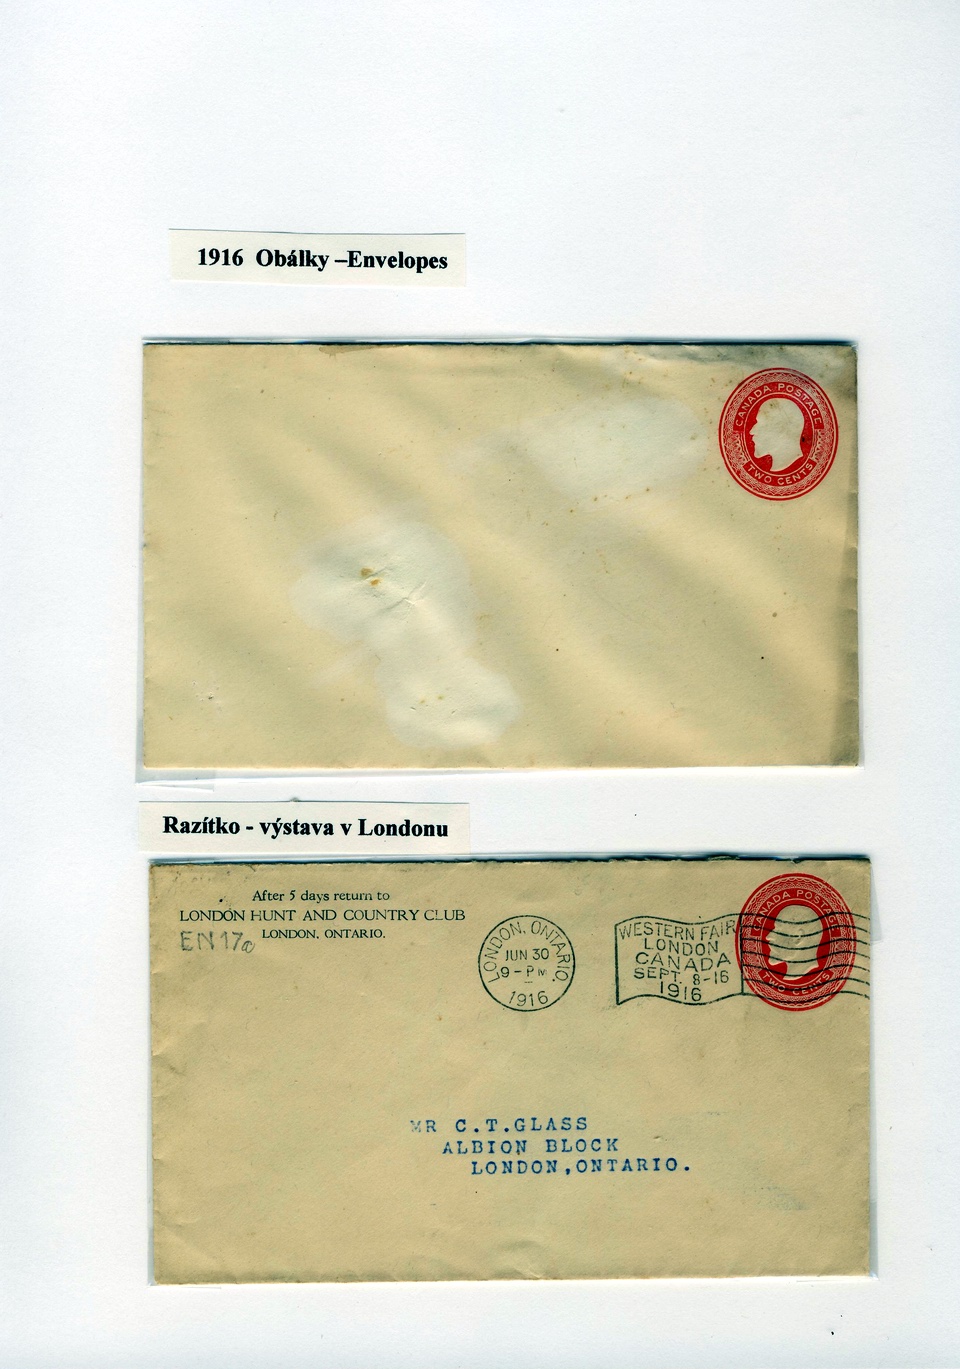 1916 Obálky –Envelopes
CANADA POSTAGE
TWO CENTS
Razítko - výstava v Londonu
After 5 days return to
LONDON HUNT AND COUNTRY CLUB
LONDON, ONTARIO.
EN17a
LONDON, ONTARIO.
JUN 30
9-PM
1916
WESTERN FAIR
LONDON
CANADA
SEPT. 8-16
1916
CANADA POSTAGE
TWO CENTS
MR C.T.GLASS
ALBION BLOCK
LONDON,ONTARIO.